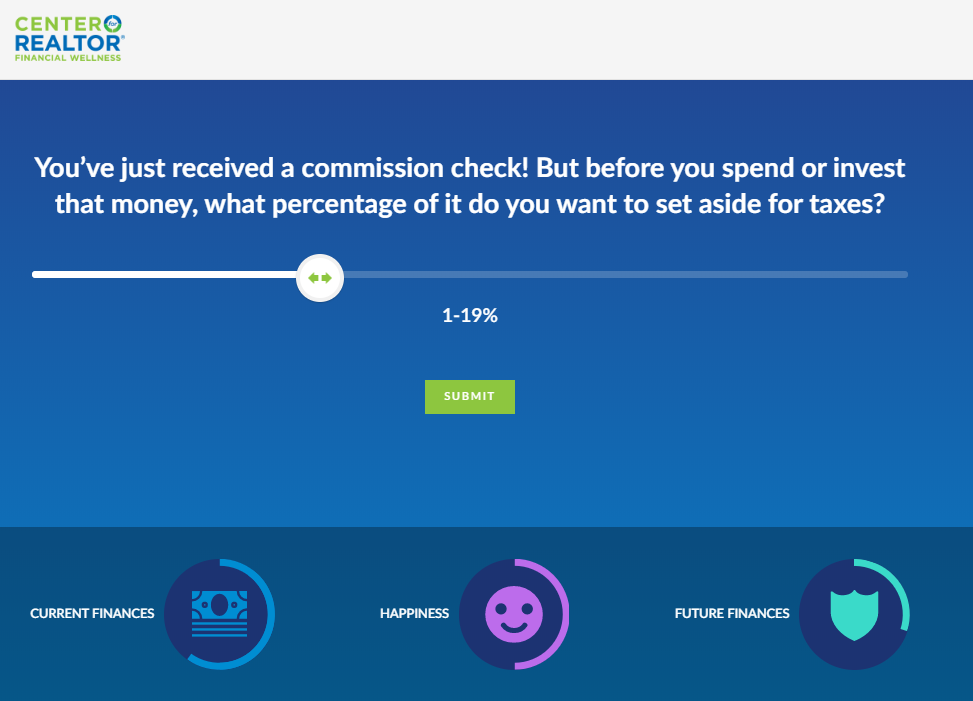 CENTER for
REALTOR®
FINANCIAL WELLNESS
You’ve just received a commission check! But before you spend or invest
that money, what percentage of it do you want to set aside for taxes?
1-19%
SUBMIT
CURRENT FINANCES
HAPPINESS
FUTURE FINANCES